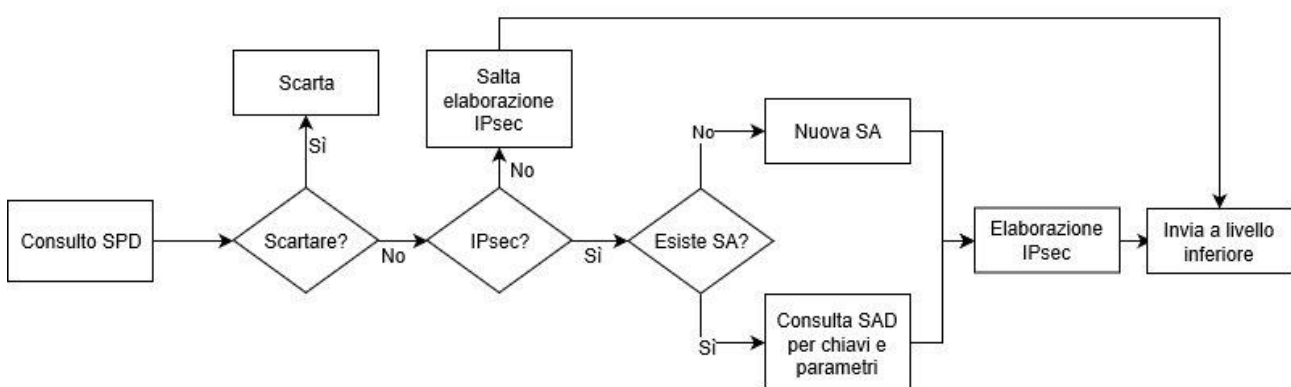 Scarta
Salta
elaborazione
IPsec
Sì
No
No
Nuova SA
Consulto SPD
Scartare?
No
IPsec?
Sì
Esiste SA?
Elaborazione
IPsec
Invia a livello
inferiore
Sì
Consulta SAD
per chiavi e
parametri